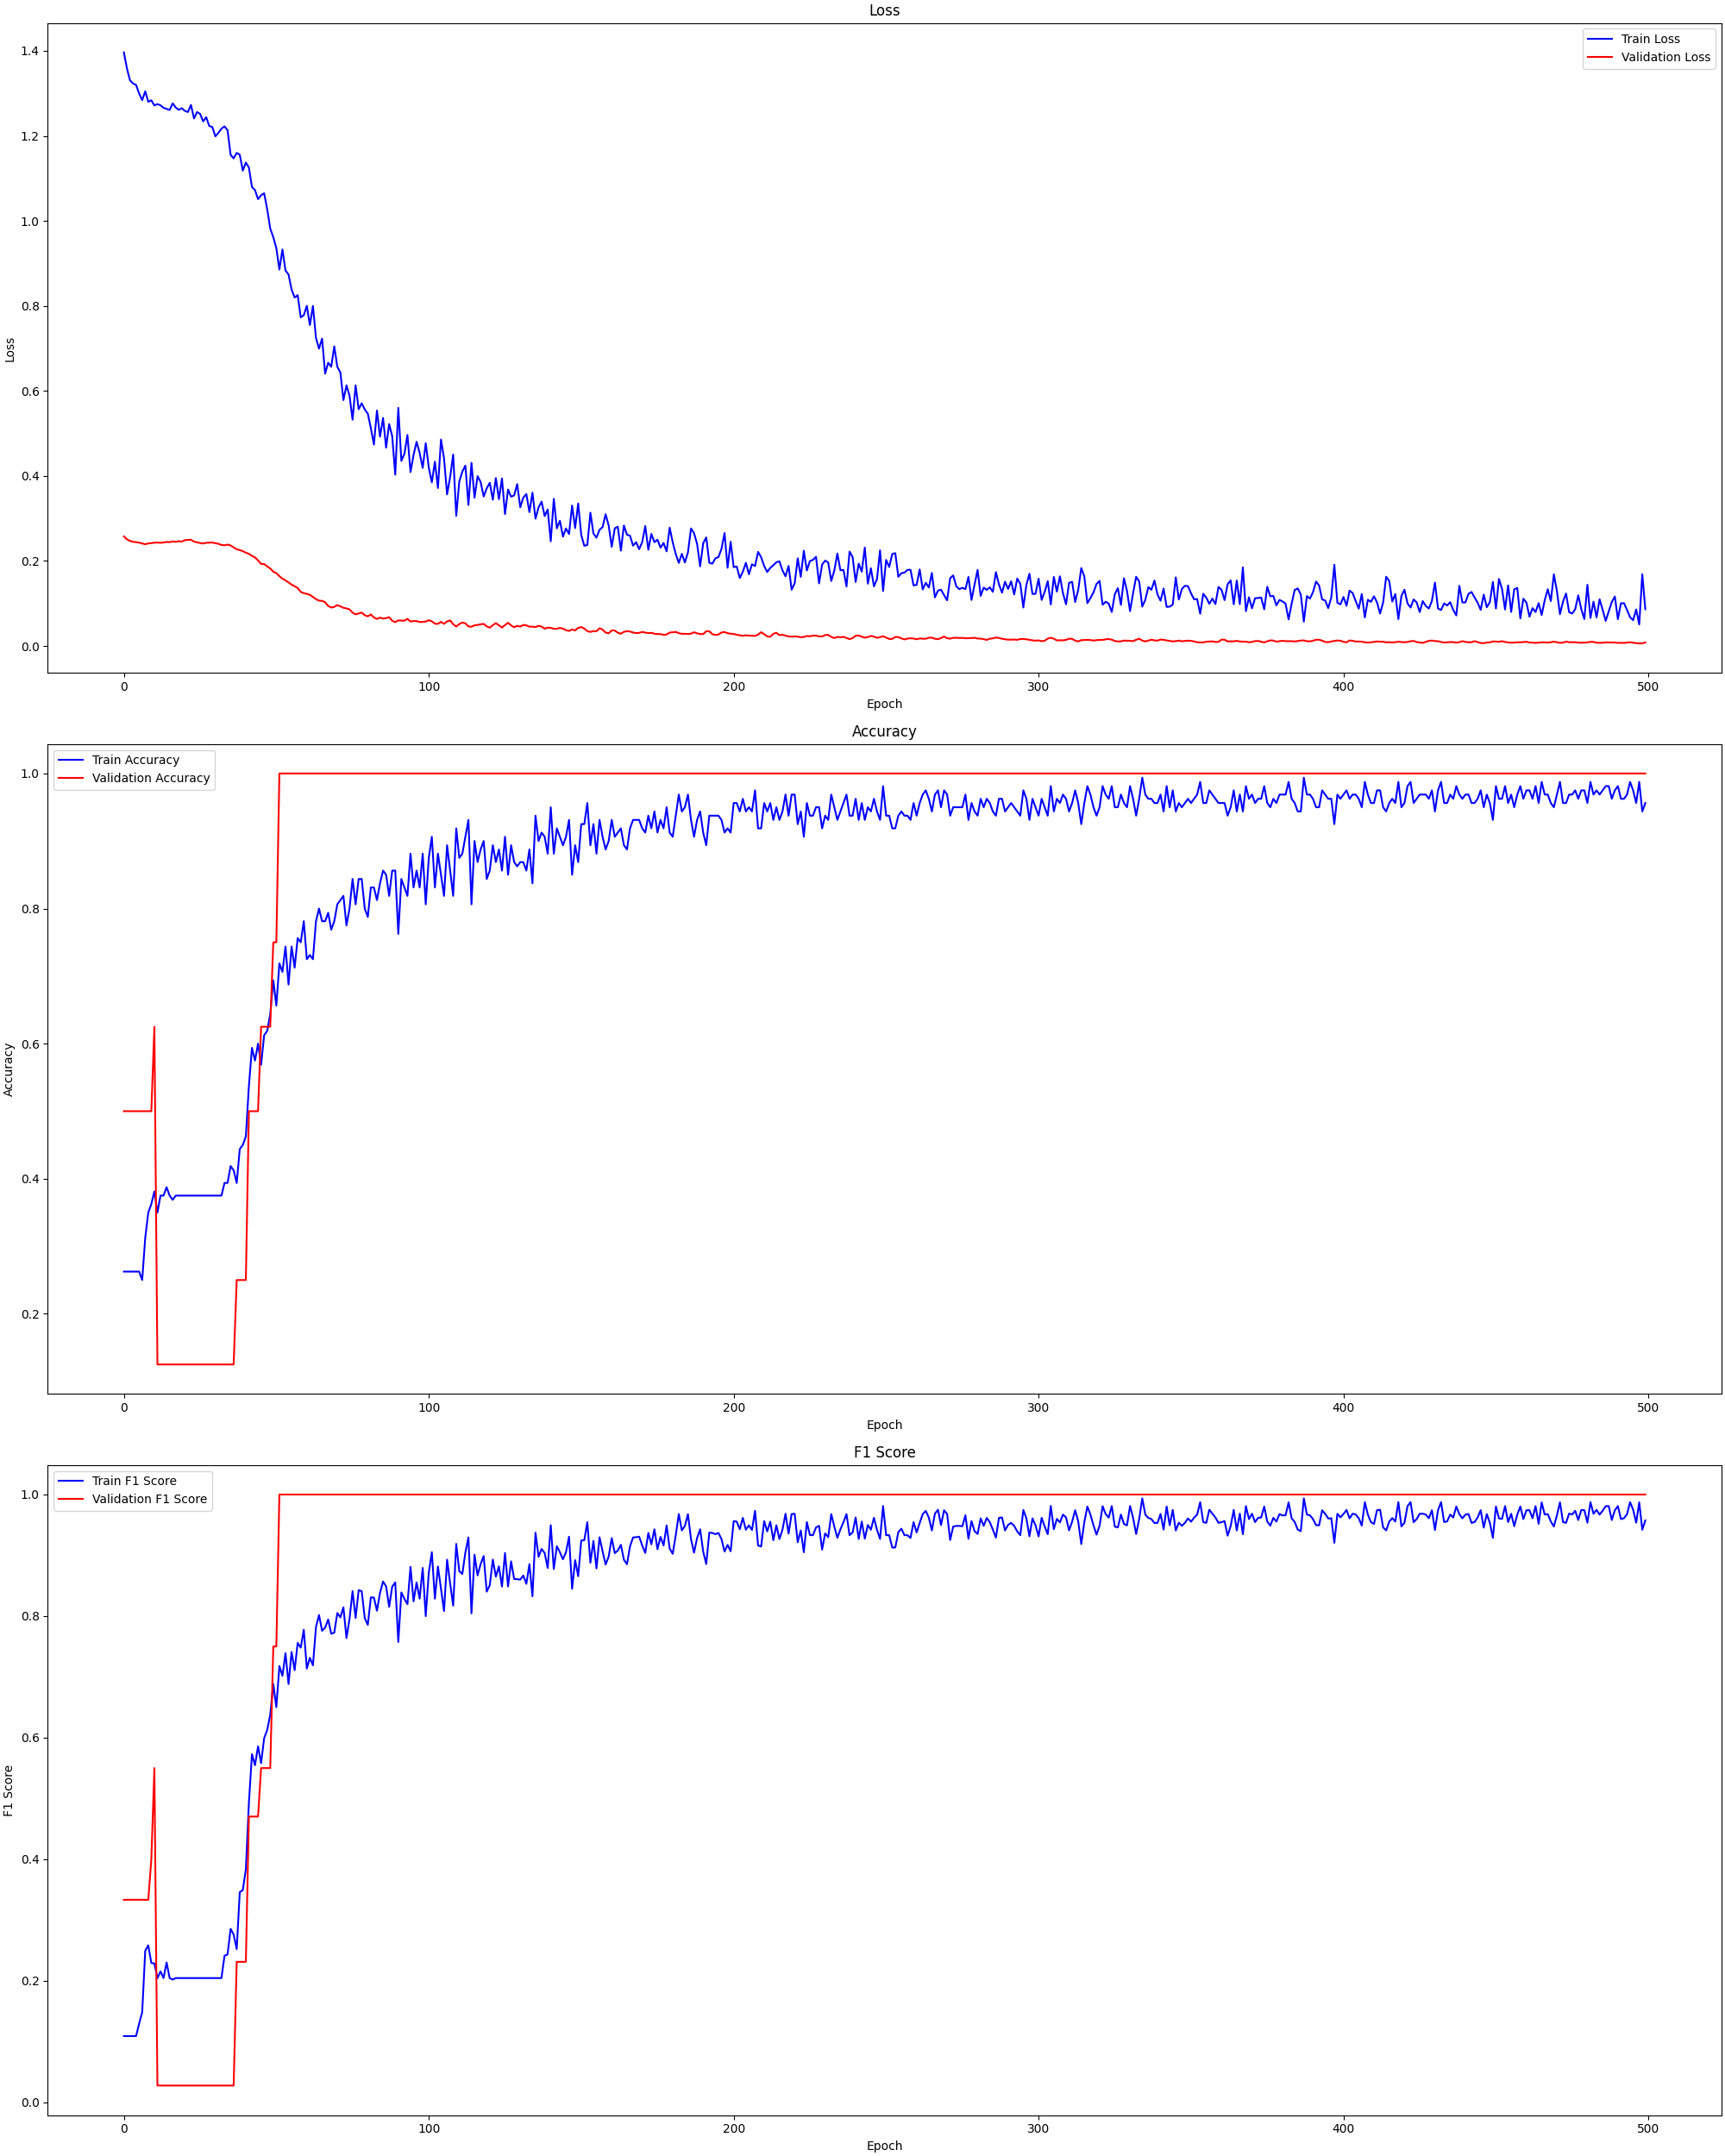 Loss
Train Loss
Validation Loss
1.4
1.2
1.0
0.8
0.6
0.4
0.2
0.0
Loss
0 100 200 300 400 500
Epoch
Accuracy
Train Accuracy
Validation Accuracy
1.0
0.8
0.6
0.4
0.2
Accuracy
0 100 200 300 400 500
Epoch
F1 Score
Train F1 Score
Validation F1 Score
1.0
0.8
0.6
0.4
0.2
0.0
F1 Score
0 100 200 300 400 500
Epoch